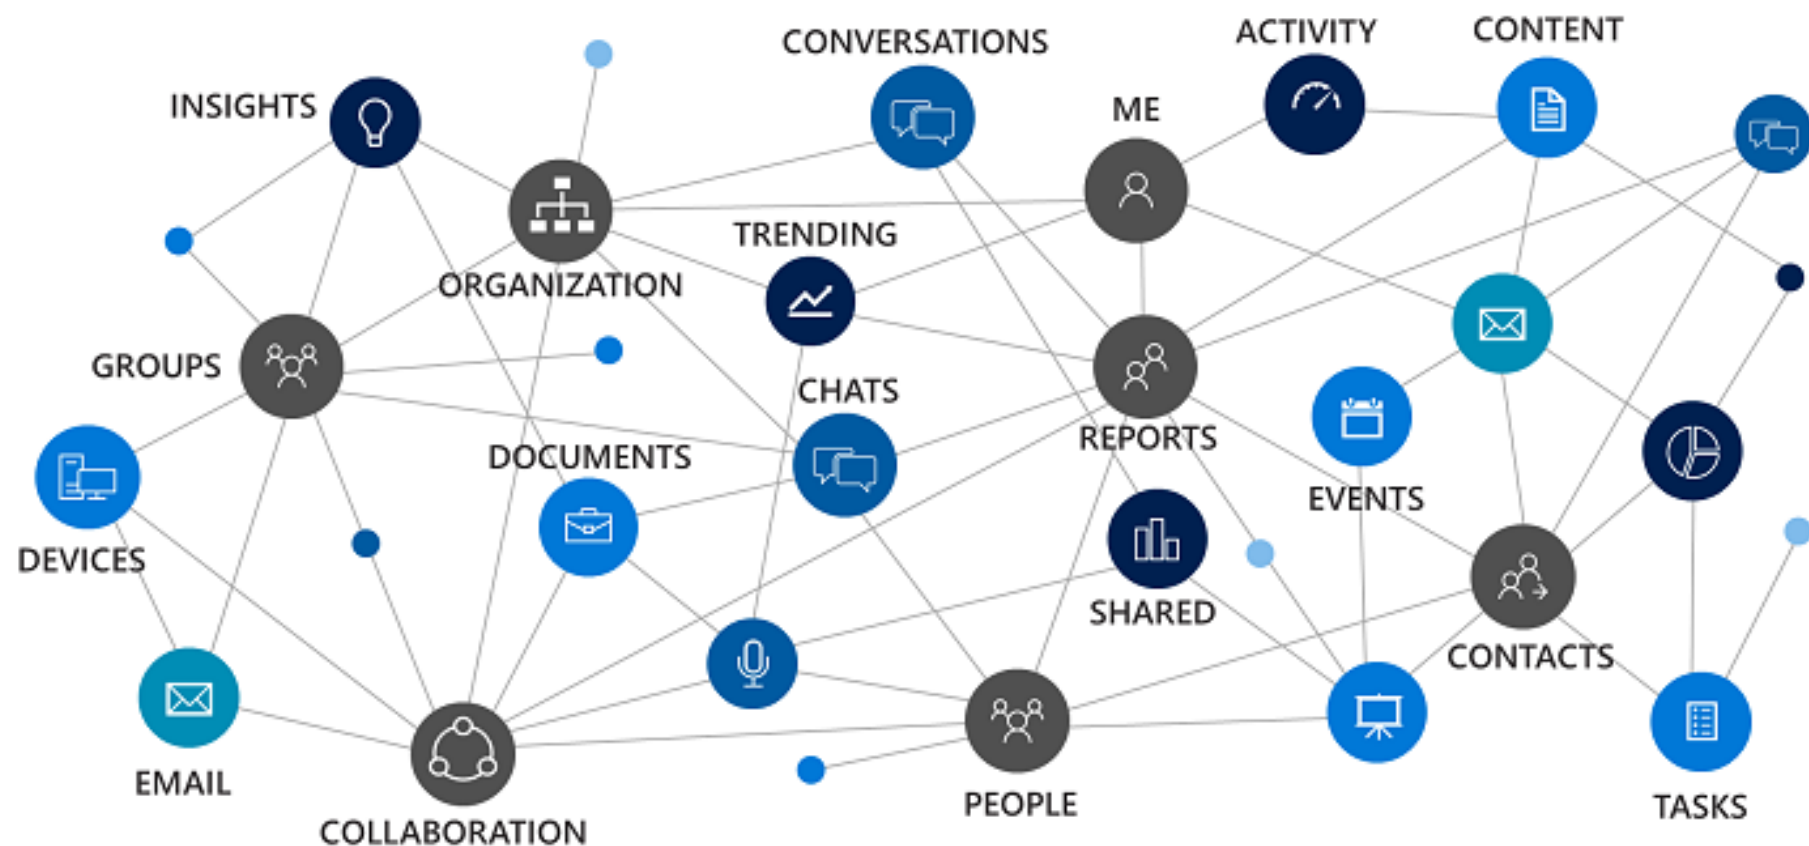 ACTIVITY
CONTENT
CONVERSATIONS
INSIGHTS
ME
TRENDING
ORGANIZATION
GROUPS
CHATS
REPORTS
DOCUMENTS
EVENTS
DEVICES
SHARED
CONTACTS
EMAIL
PEOPLE
TASKS
COLLABORATION